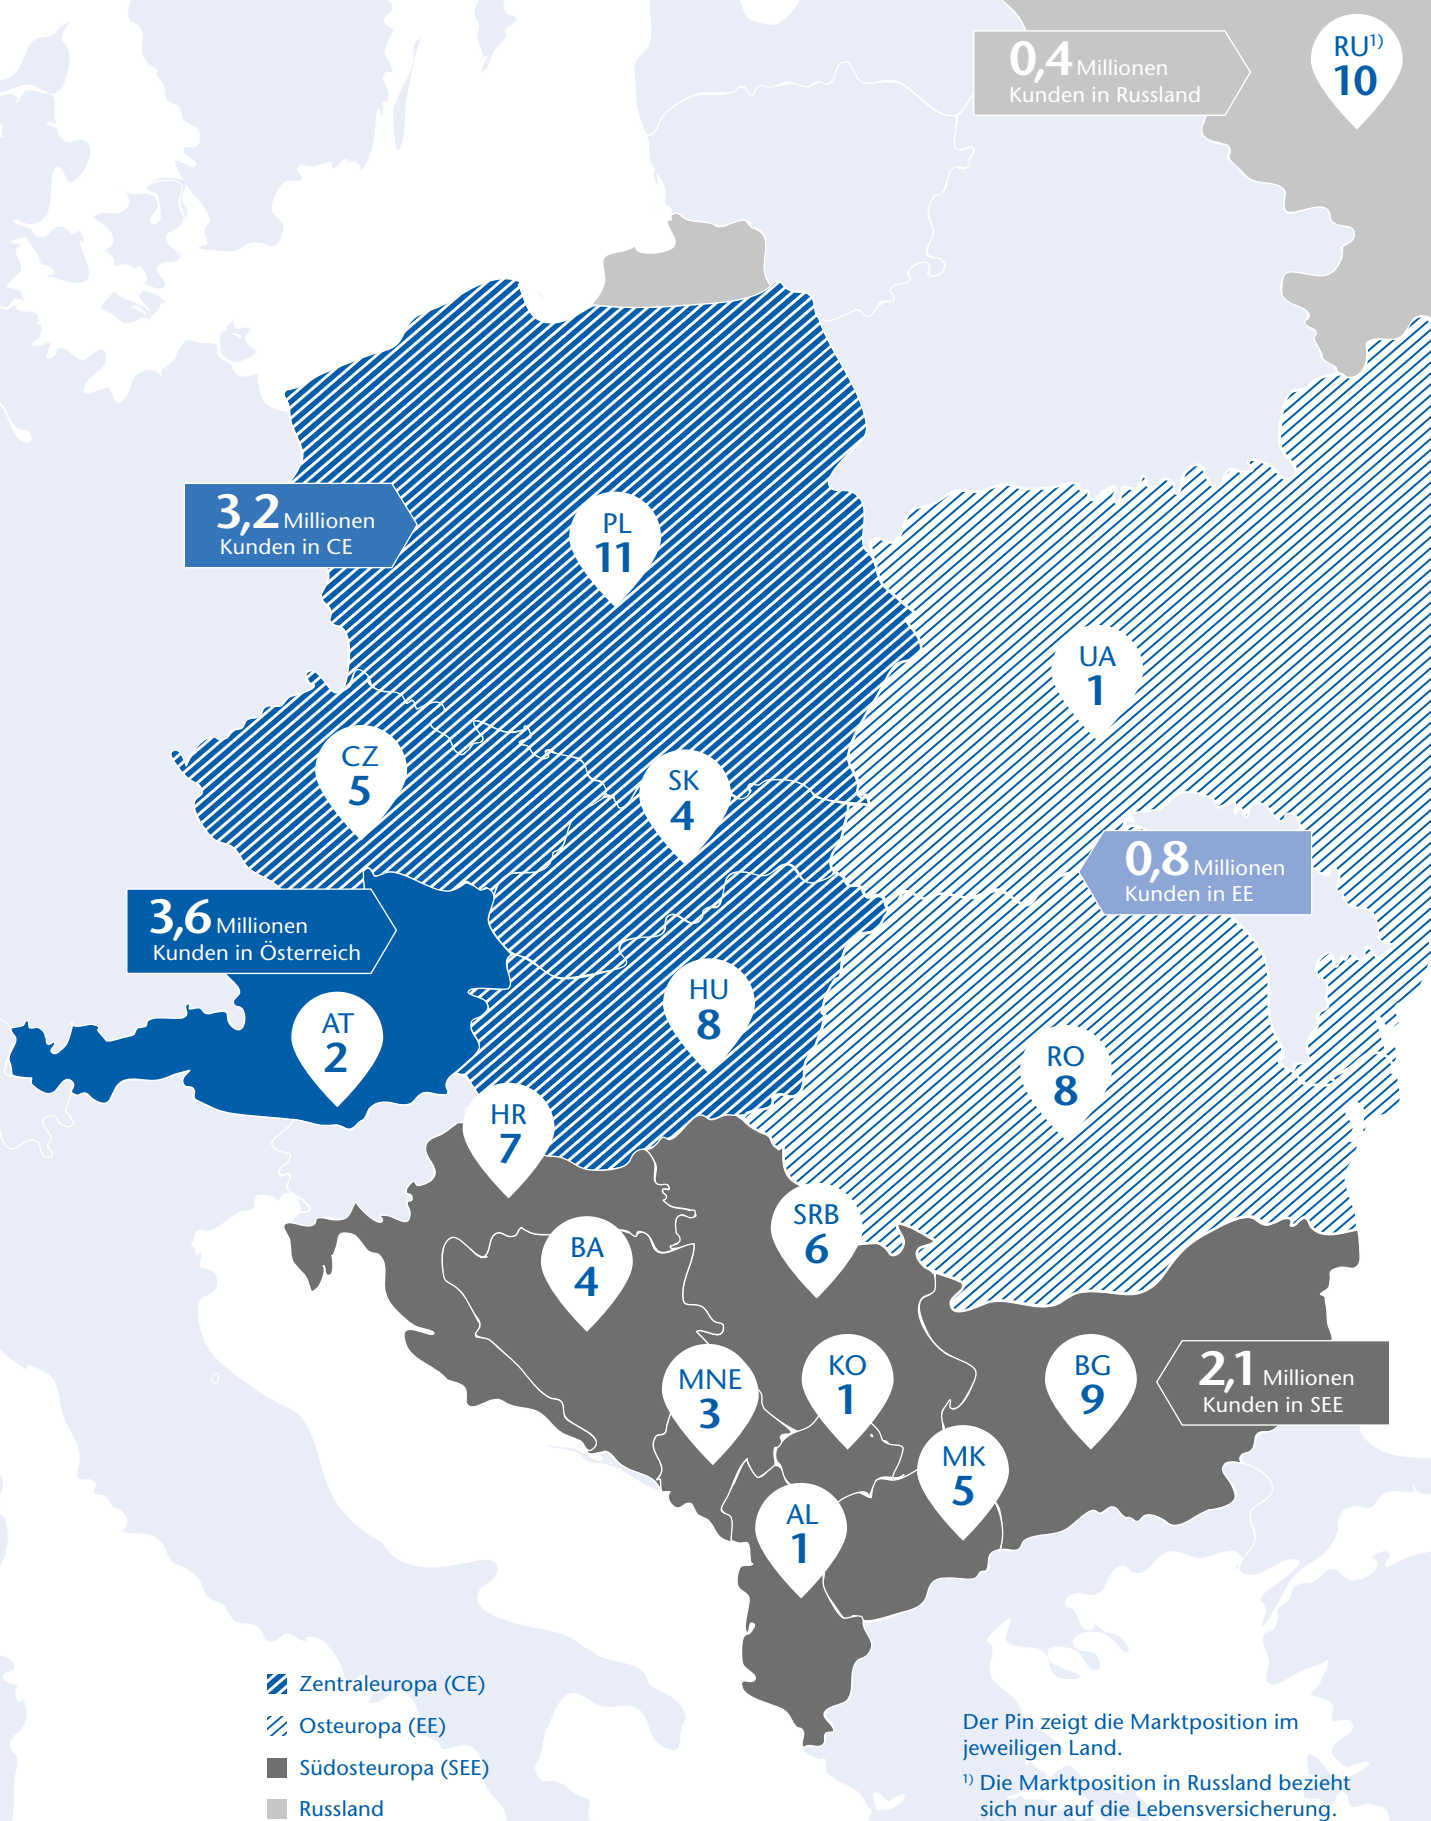 0,4 Millionen
Kunden in Russland
RU¹⁾
10
3,2 Millionen
Kunden in CE
PL
11
UA
1
CZ
5
SK
4
0,8 Millionen
Kunden in EE
3,6 Millionen
Kunden in Österreich
HU
8
AT
2
RO
8
HR
7
SRB
6
BA
4
MNE
3
KO
1
BG
9
2,1 Millionen
Kunden in SEE
MK
5
AL
1
Zentraleuropa (CE)
Osteuropa (EE)
Südosteuropa (SEE)
Russland
Der Pin zeigt die Marktposition im
jeweiligen Land.
¹⁾ Die Marktposition in Russland bezieht
sich nur auf die Lebensversicherung.